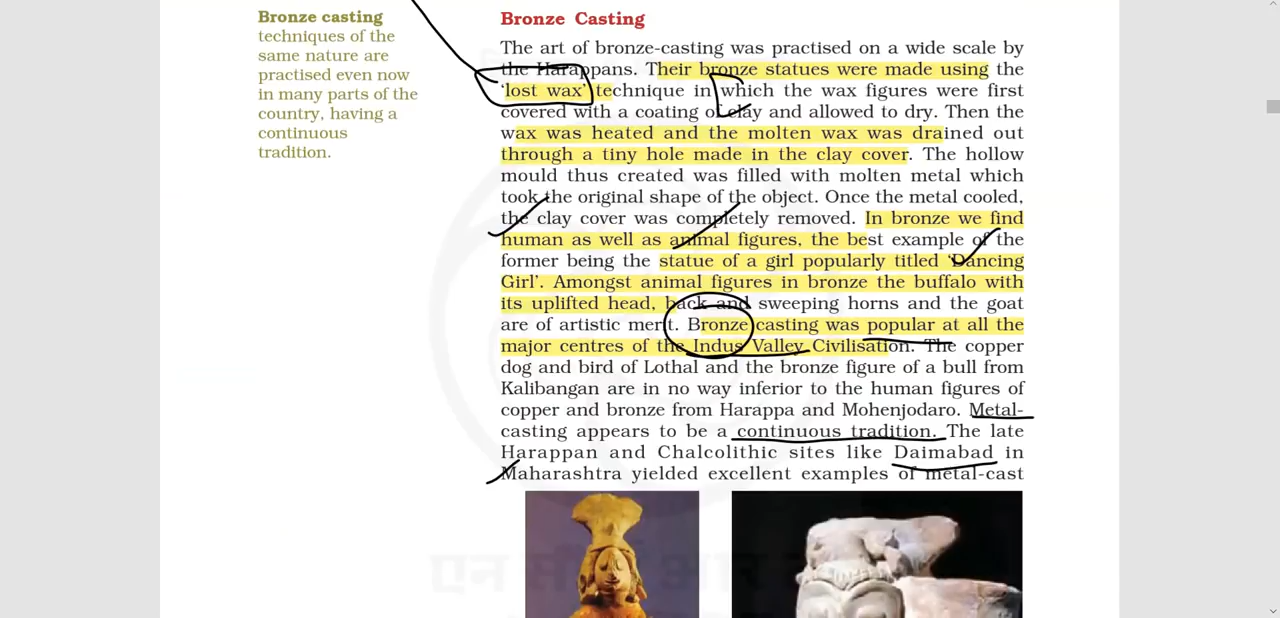 Bronze casting
techniques of the
same nature are
practised even now
in many parts of the
country, having a
continuous
tradition.
Bronze Casting
The art of bronze-casting was practised on a wide scale by
the Harappans. Their bronze statues were made using the
‘lost wax’ technique in which the wax figures were first
covered with a coating of clay and allowed to dry. Then the
wax was heated and the molten wax was drained out
through a tiny hole made in the clay cover. The hollow
mould thus created was filled with molten metal which
took the original shape of the object. Once the metal cooled,
the clay cover was completely removed. In bronze we find
human as well as animal figures, the best example of the
former being the statue of a girl popularly titled ‘Dancing
Girl’. Amongst animal figures in bronze the buffalo with
its uplifted head, back and sweeping horns and the goat
are of artistic merit. Bronze casting was popular at all the
major centres of the Indus Valley Civilisation. The copper
dog and bird of Lothal and the bronze figure of a bull from
Kalibangan are in no way inferior to the human figures of
copper and bronze from Harappa and Mohenjodaro. Metal-
casting appears to be a continuous tradition. The late
Harappan and Chalcolithic sites like Daimabad in
Maharashtra yielded excellent examples of metal-cast